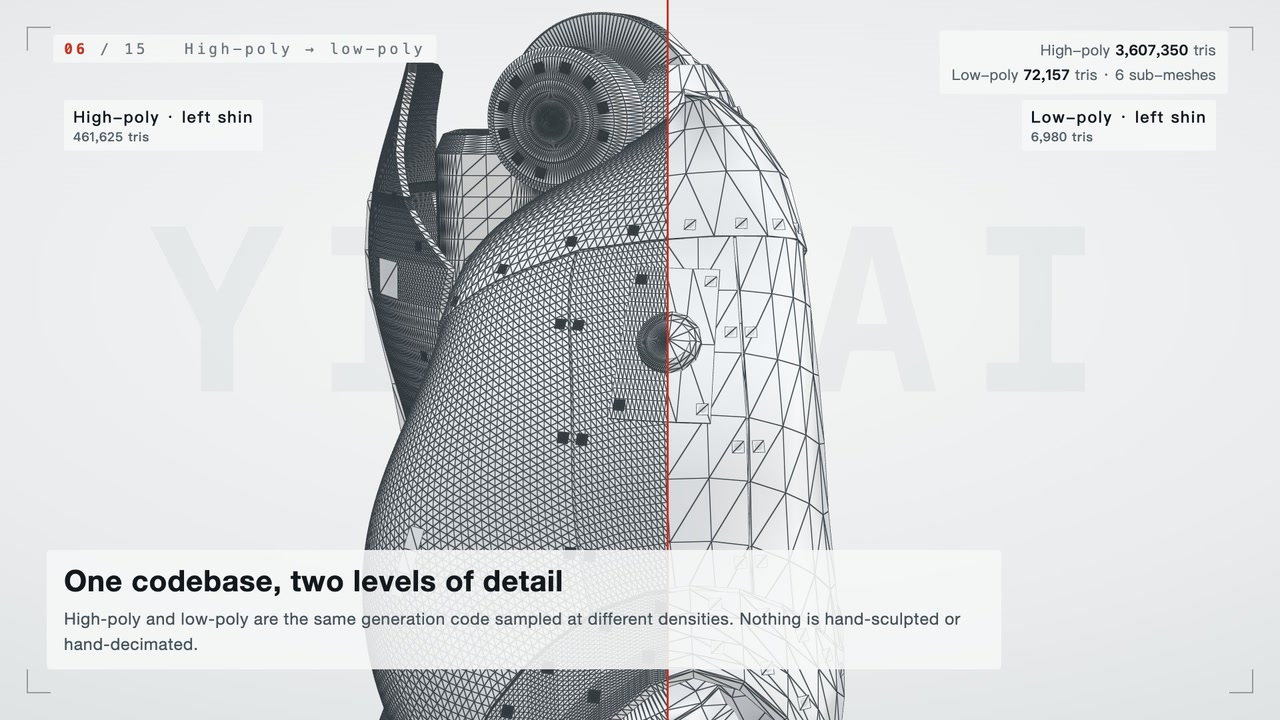 06 / 15 High-poly → low-poly
High-poly 3,607,350 tris
Low-poly 72,157 tris · 6 sub-meshes
High-poly · left shin
461,625 tris
Low-poly · left shin
6,980 tris
One codebase, two levels of detail
High-poly and low-poly are the same generation code sampled at different densities. Nothing is hand-sculpted or
hand-decimated.